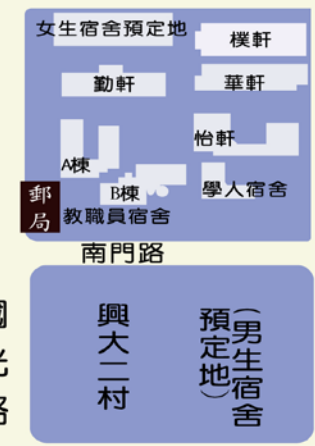 女生宿舍預定地
樸軒
勤軒
華軒
怡軒
A棟
B棟
學人宿舍
郵局
教職員宿舍
南門路
國光路
興大二村
(男生宿舍
預定地)